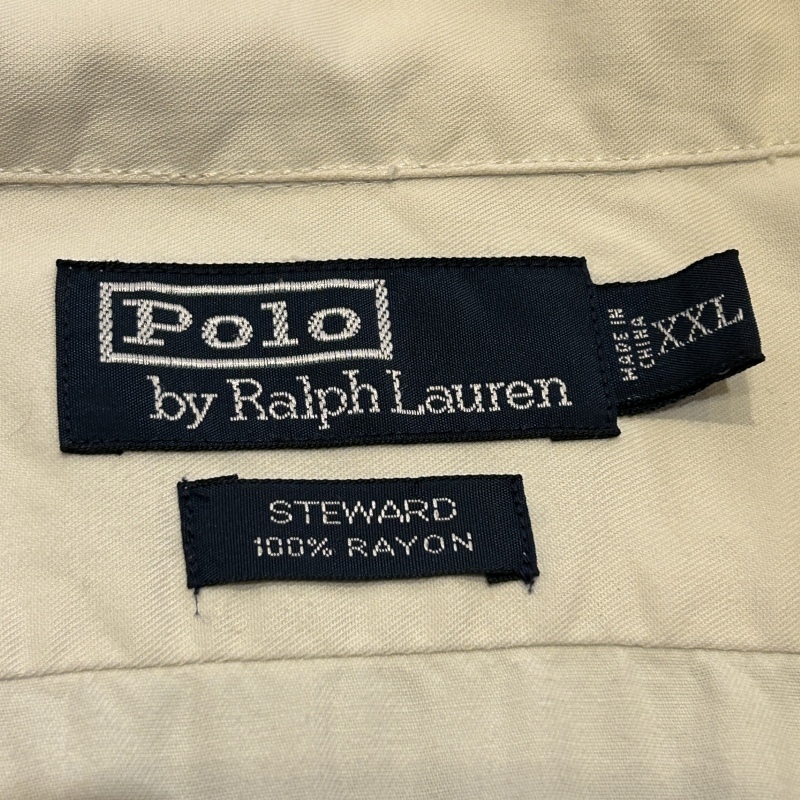 Polo
by Ralph Lauren
MADE IN
CHINA
XXL
STEWARD
100% RAYON